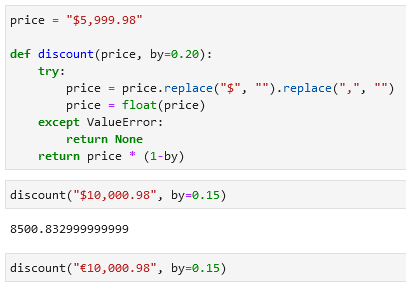 price = "$5,999.98"
def discount(price, by=0.20):
    try:
        price = price.replace("$", "").replace(",", "")
        price = float(price)
    except ValueError:
        return None
    return price * (1-by)
discount("$10,000.98", by=0.15)
8500.832999999999
discount("€10,000.98", by=0.15)